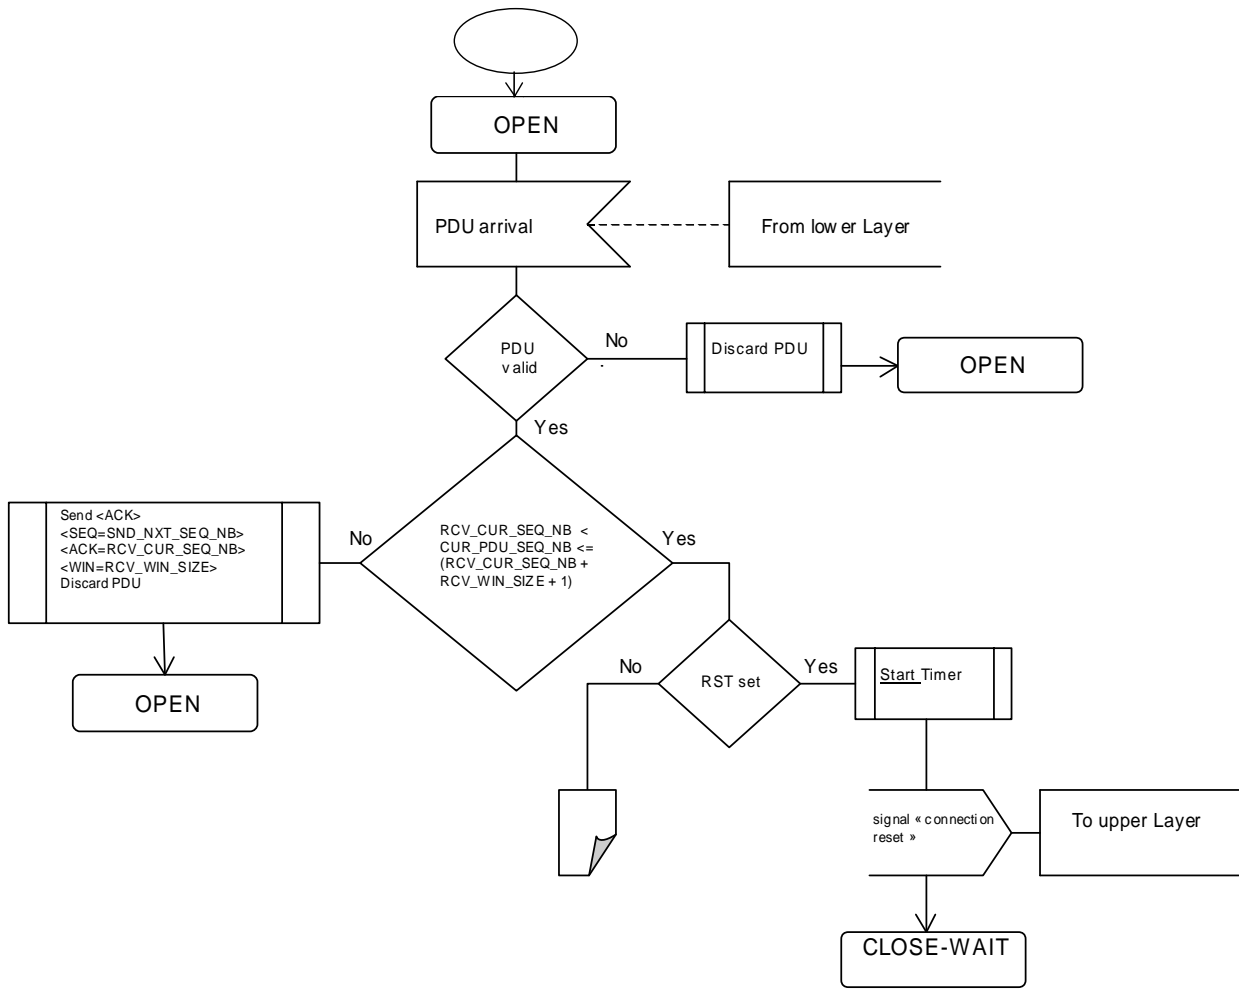 OPEN
PDU arrival
From lower Layer
PDU
valid
No
Discard PDU
OPEN
Yes
Send <ACK>
<SEQ=SND_NXT_SEQ_NB>
<ACK=RCV_CUR_SEQ_NB>
<WIN=RCV_WIN_SIZE>
Discard PDU
No
RCV_CUR_SEQ_NB <
CUR_PDU_SEQ_NB <=
(RCV_CUR_SEQ_NB +
RCV_WIN_SIZE + 1)
Yes
OPEN
No
RST set
Yes
Start Timer
signal « connection
reset »
To upper Layer
CLOSE-WAIT